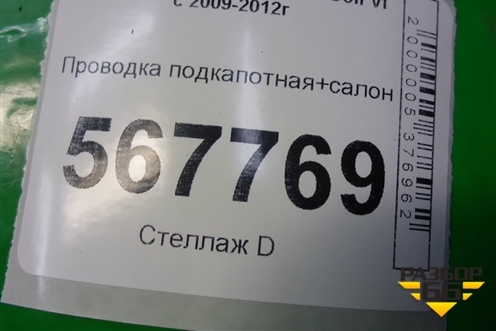 с 2009-2012г
Проводка подкапотная+салон
567769
Стеллаж D
2000005376962
РАЗБОР
66